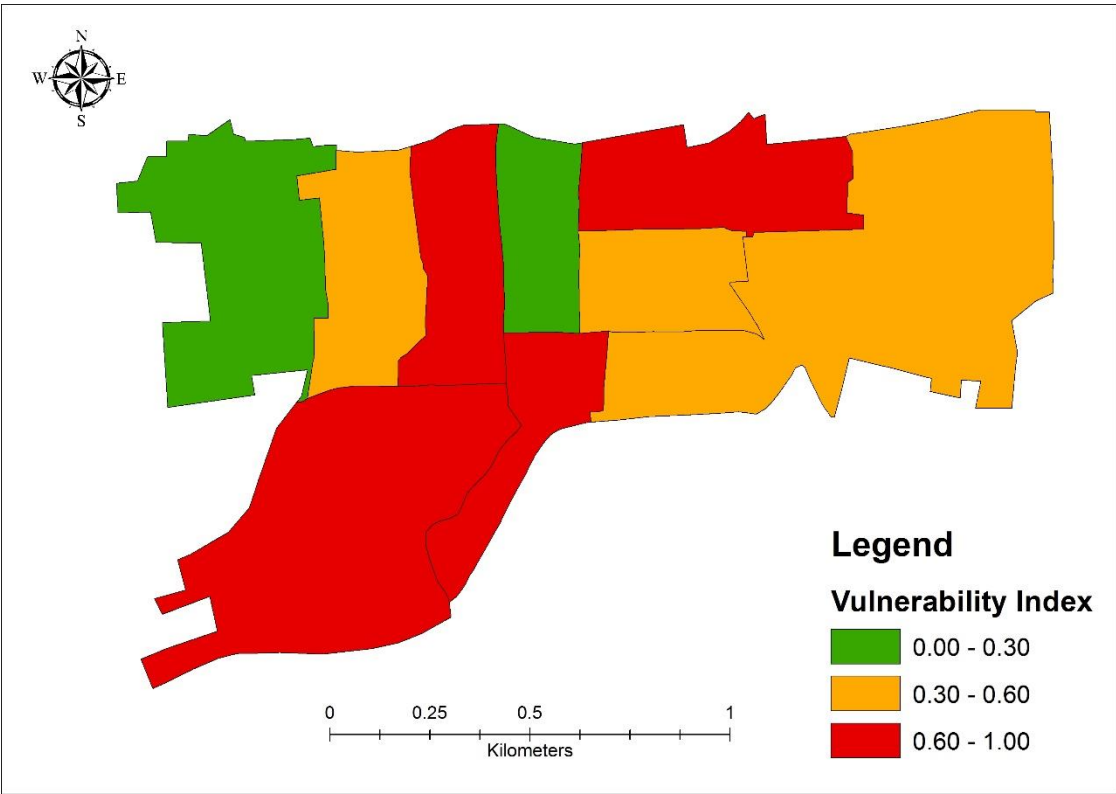 N
W E
S
Legend
Vulnerability Index
0.00 - 0.30
0.30 - 0.60
0.60 - 1.00
0 0.25 0.5 1
Kilometers